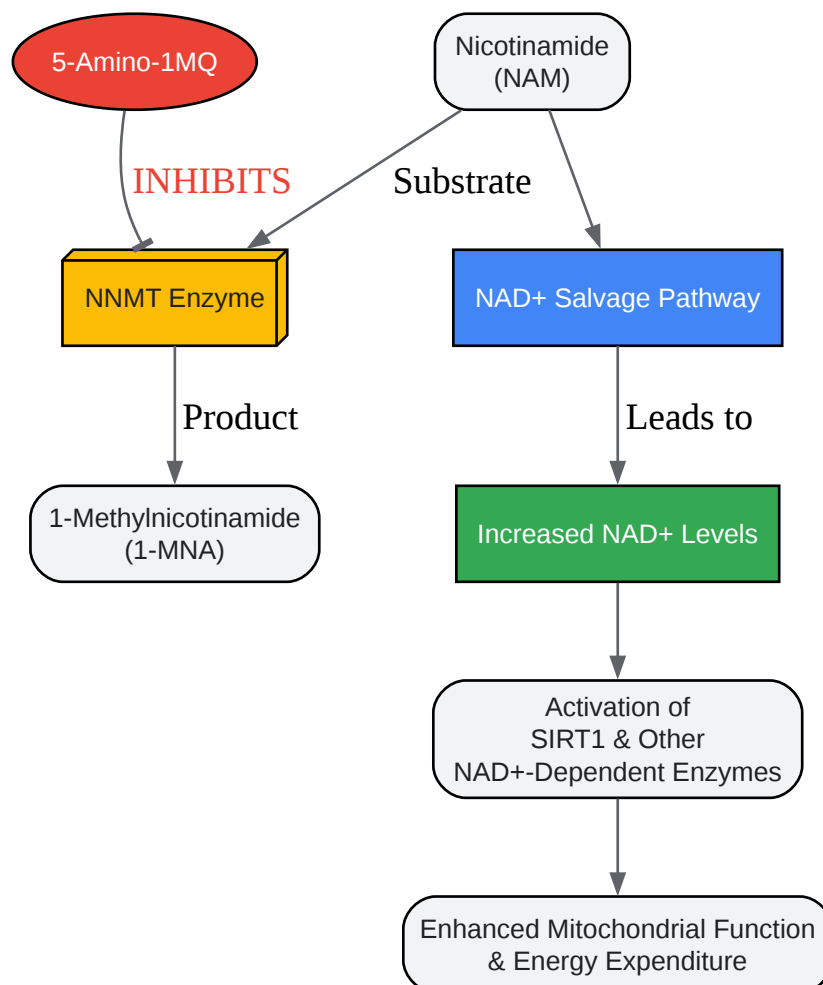 5-Amino-1MQ
Nicotinamide
(NAM)
INHIBITS
Substrate
NNMT Enzyme
NAD+ Salvage Pathway
Product
Leads to
1-Methylnicotinamide
(1-MNA)
Increased NAD+ Levels
Activation of
SIRT1 & Other
NAD+-Dependent Enzymes
Enhanced Mitochondrial Function
& Energy Expenditure